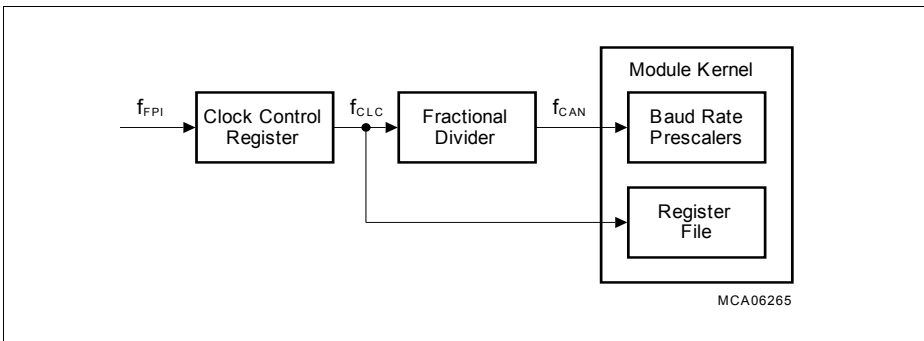 Module Kernel
f_FPI
Clock Control
Register
f_CLC
Fractional
Divider
f_CAN
Baud Rate
Prescalers
Register
File
MCA06265